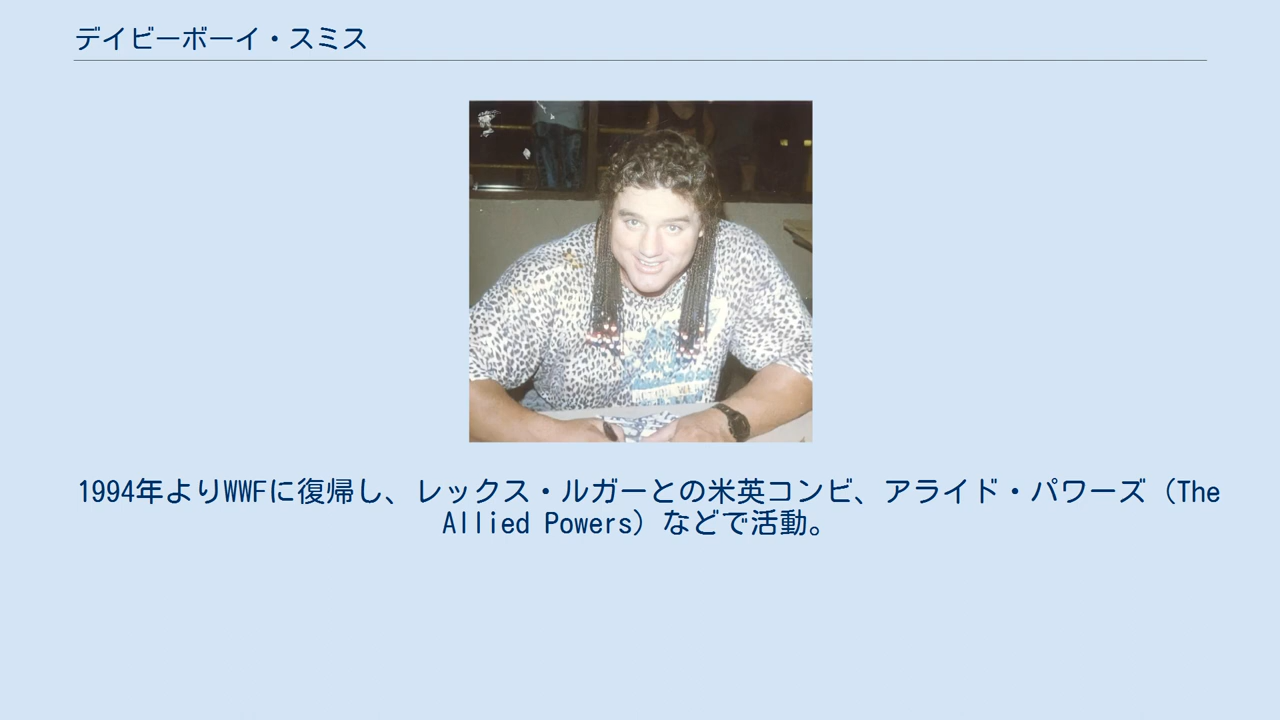 デイビーボーイ・スミス
1994年よりWWFに復帰し、レックス・ルガーとの米英コンビ、アライド・パワーズ（The
Allied Powers）などで活動。